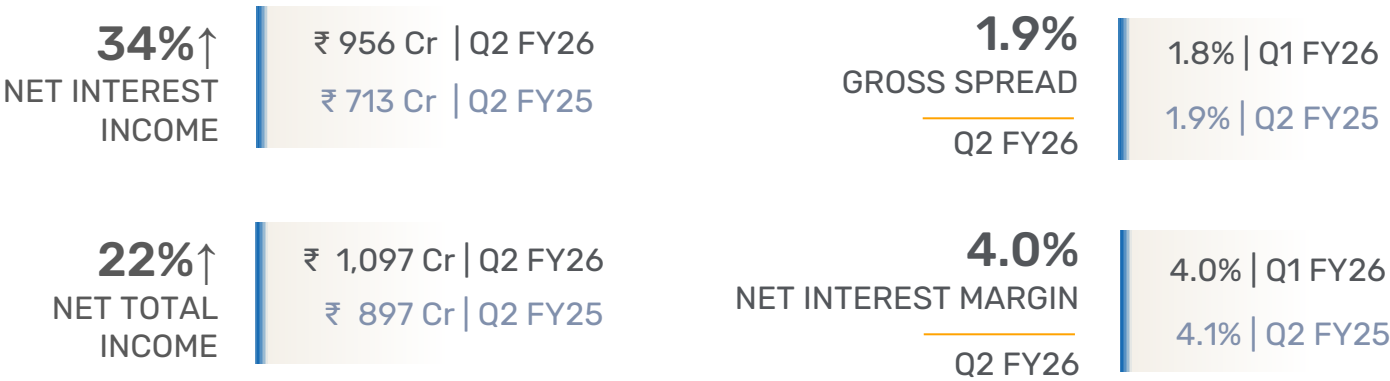 34%↑
NET INTEREST
INCOME
₹ 956 Cr | Q2 FY26
₹ 713 Cr | Q2 FY25
1.9%
GROSS SPREAD
Q2 FY26
1.8% | Q1 FY26
1.9% | Q2 FY25
22%↑
NET TOTAL
INCOME
₹ 1,097 Cr | Q2 FY26
₹ 897 Cr | Q2 FY25
4.0%
NET INTEREST MARGIN
Q2 FY26
4.0% | Q1 FY26
4.1% | Q2 FY25